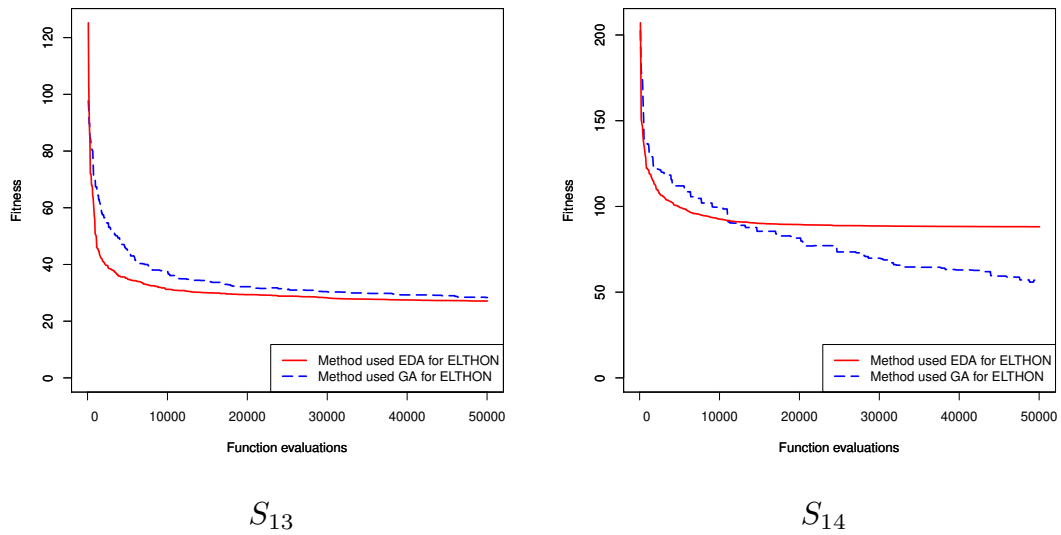 Fitness
0 20 40 60 80 100 120
Method used EDA for ELTHON
Method used GA for ELTHON
0 10000 20000 30000 40000 50000
Function evaluations
S13
Fitness
0 50 100 150 200
Method used EDA for ELTHON
Method used GA for ELTHON
0 10000 20000 30000 40000 50000
Function evaluations
S14